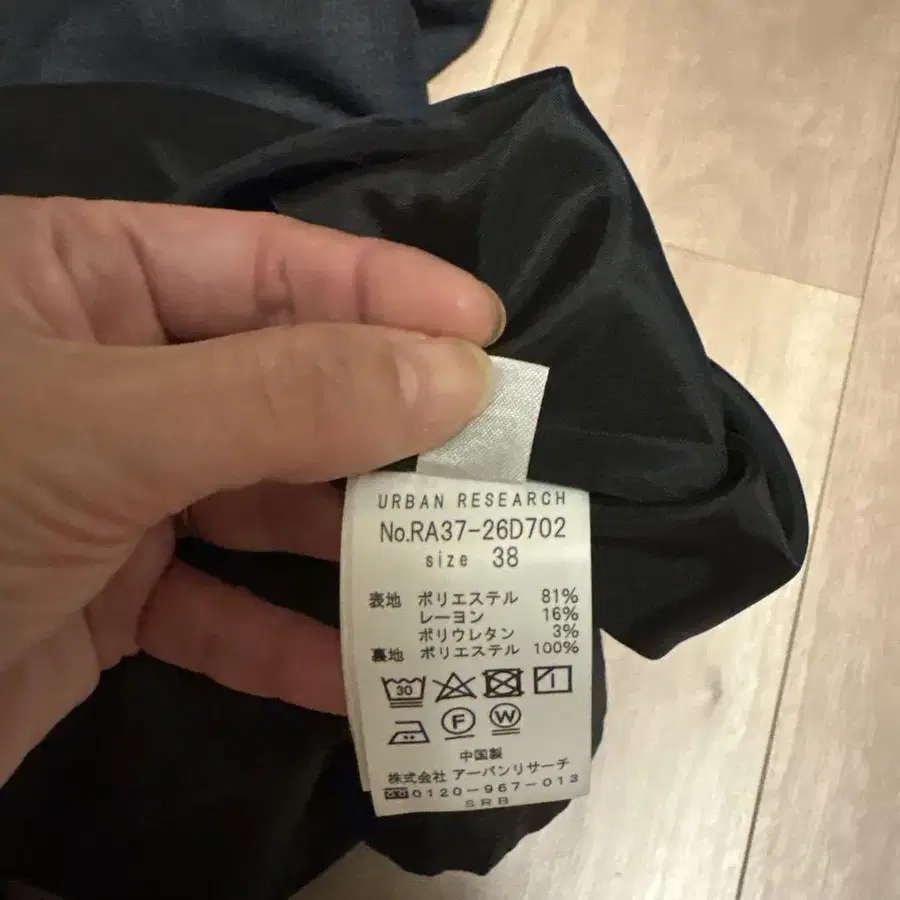 URBAN RESEARCH
No.RA37-26D702
size 38
表地 ポリエステル 81%
レーヨン 16%
ポリウレタン 3%
裏地 ポリエステル 100%
30
F W
中国製
株式会社 アーバンリサーチ
0120-967-013
SRB